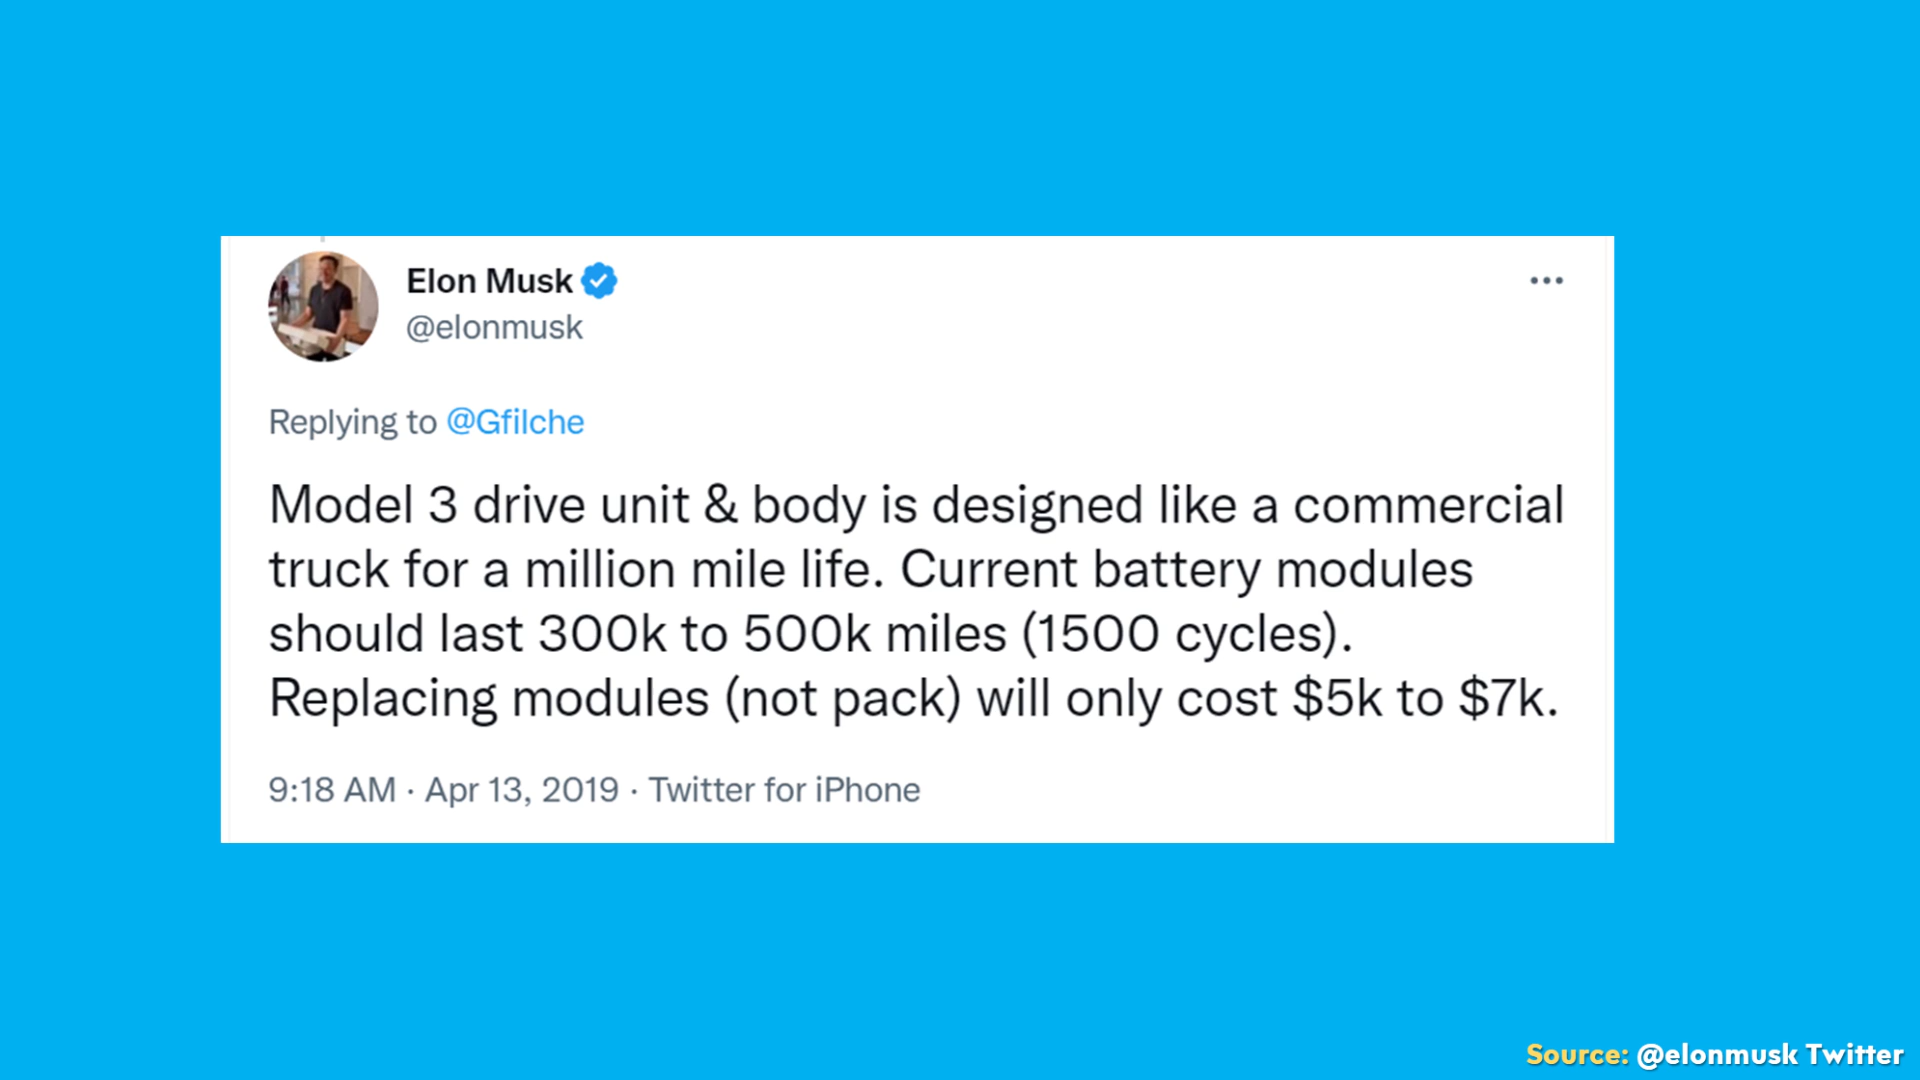 Elon Musk
@elonmusk
Replying to @Gfilche
Model 3 drive unit & body is designed like a commercial
truck for a million mile life. Current battery modules
should last 300k to 500k miles (1500 cycles).
Replacing modules (not pack) will only cost $5k to $7k.
9:18 AM · Apr 13, 2019 · Twitter for iPhone
Source: @elonmusk Twitter